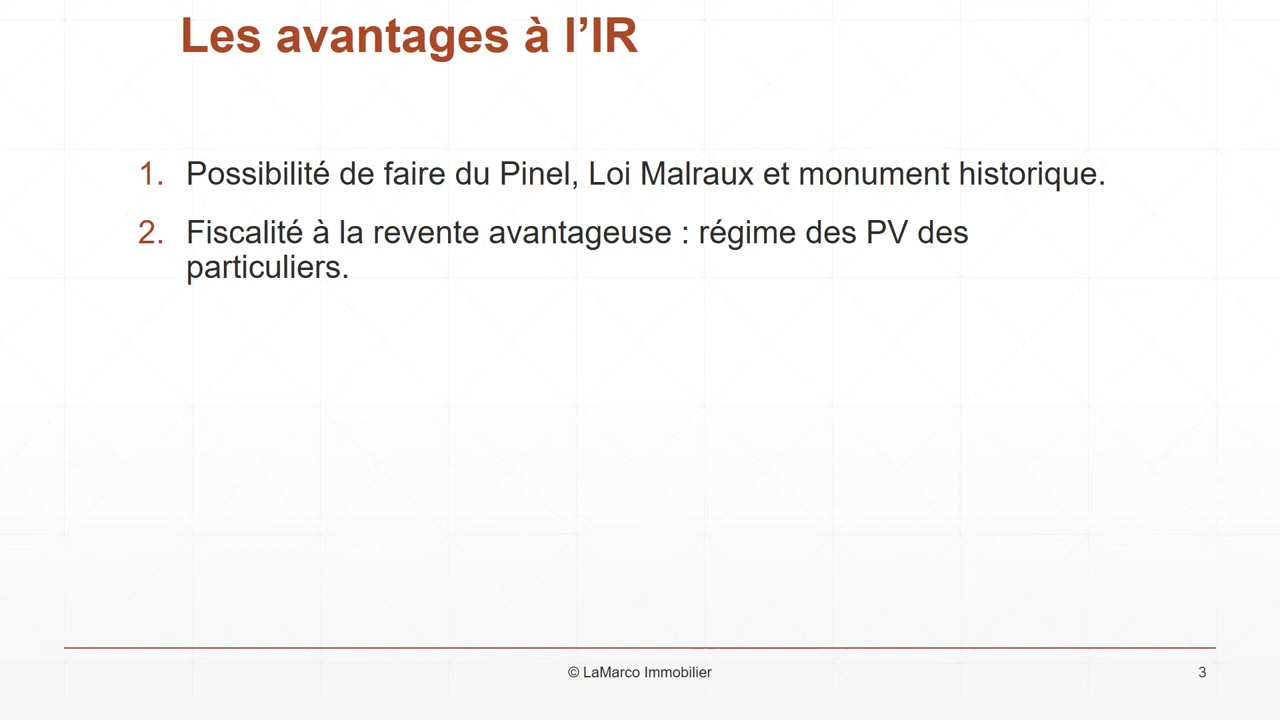 Les avantages à l’IR
1. Possibilité de faire du Pinel, Loi Malraux et monument historique.
2. Fiscalité à la revente avantageuse : régime des PV des
particuliers.
© LaMarco Immobilier
3